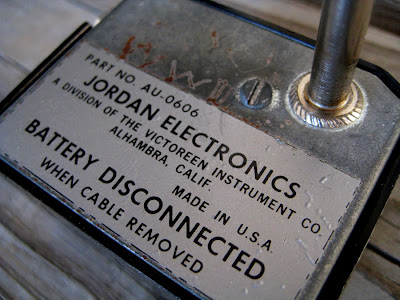 PART NO. AU-0606
JORDAN ELECTRONICS
A DIVISION OF THE VICTOREEN INSTRUMENT CO.
ALHAMBRA, CALIF.
MADE IN U.S.A.
BATTERY DISCONNECTED
WHEN CABLE REMOVED